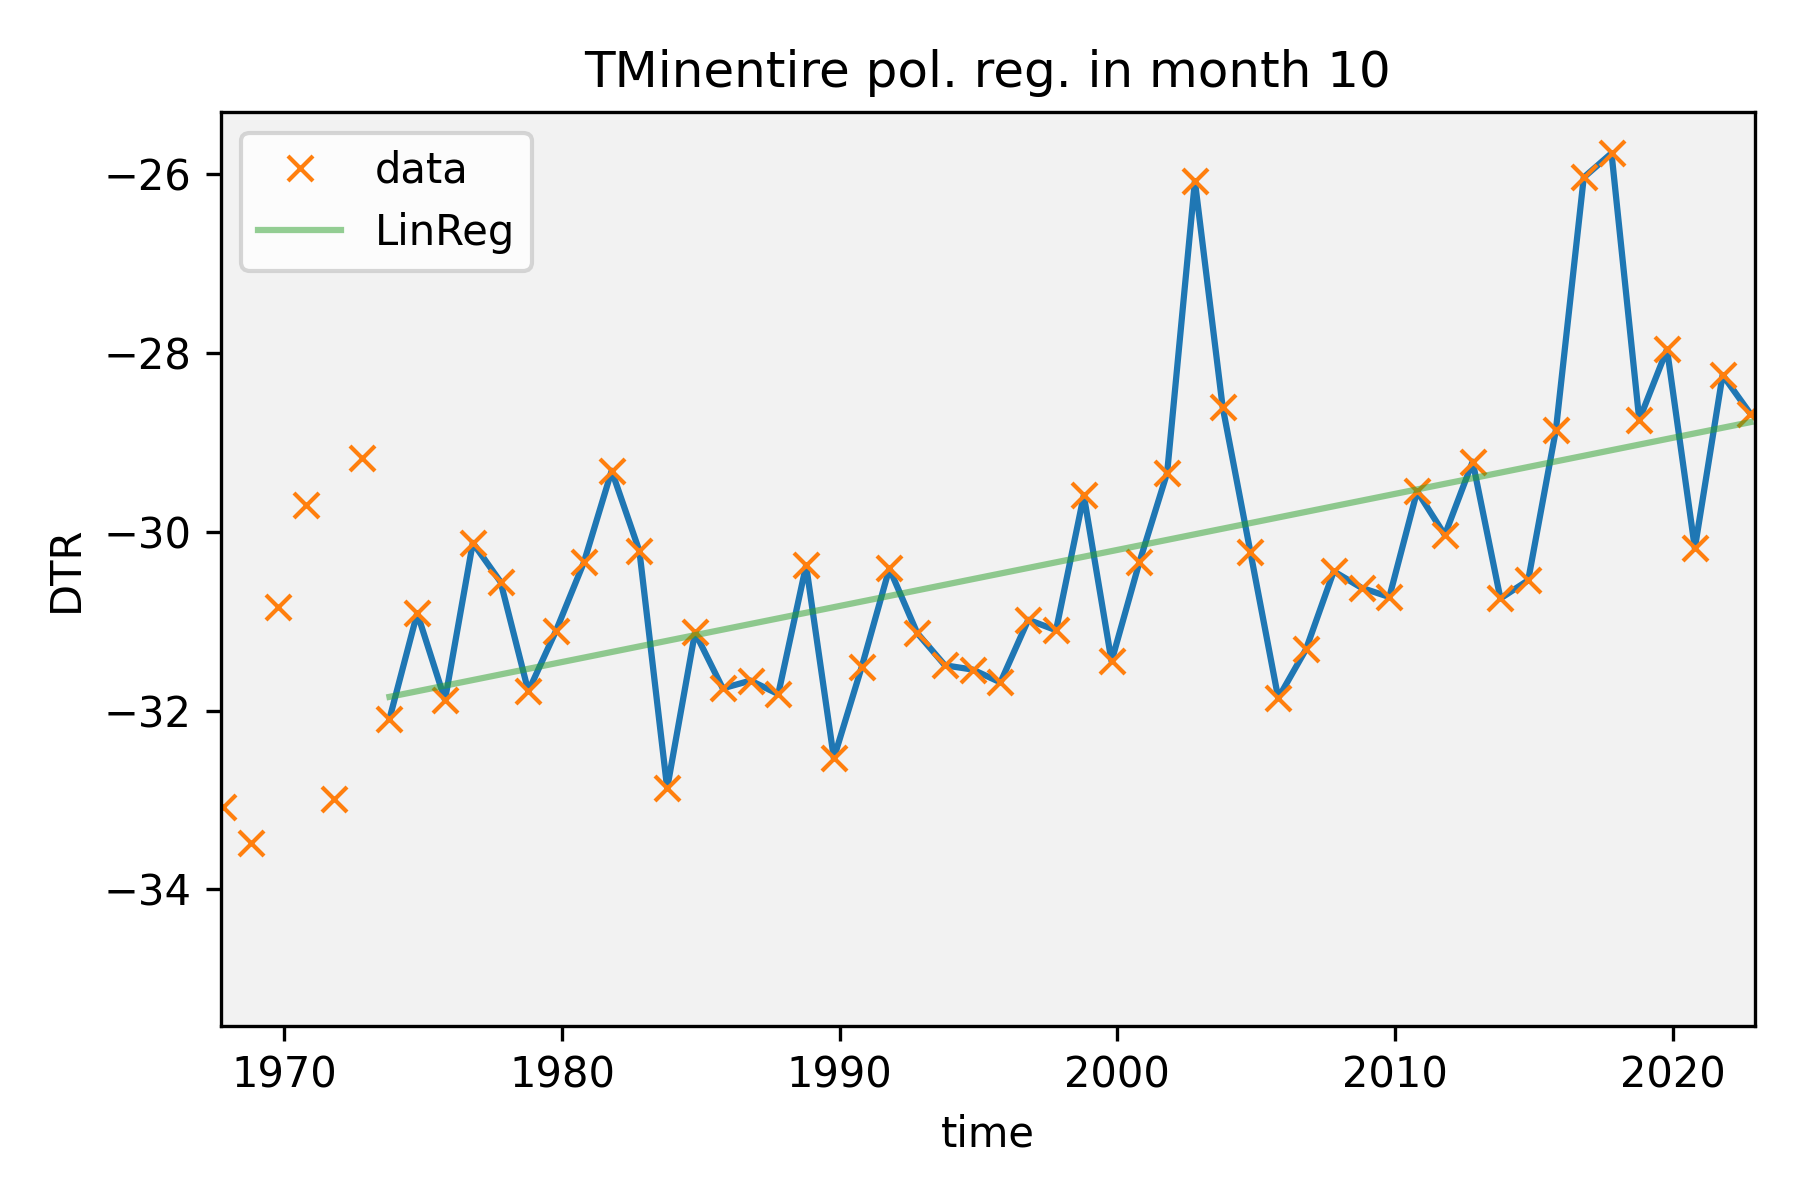 TMinentire pol. reg. in month 10
data
LinReg
−26
−28
−30
−32
−34
DTR
1970 1980 1990 2000 2010 2020
time